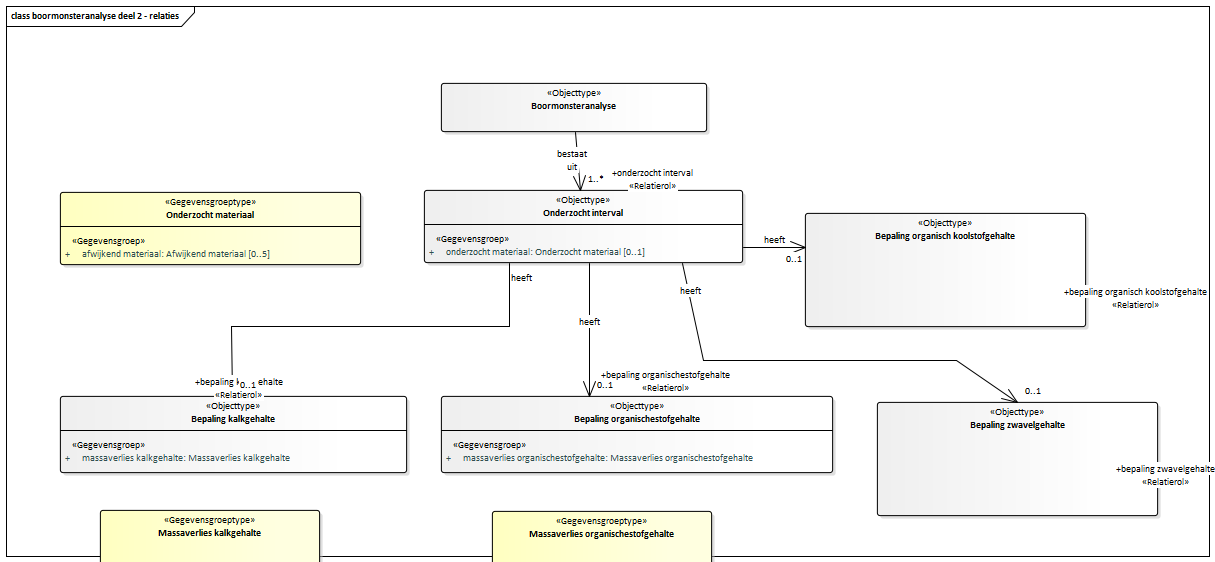 class boormonsteranalyse deel 2 - relaties
«Objecttype»
Boormonsteranalyse
bestaat
uit
1..*
+onderzocht interval
«Relatierol»
«Gegevensgroeptype»
Onderzocht materiaal
«Gegevensgroep»
+ afwijkend materiaal: Afwijkend materiaal [0..5]
«Objecttype»
Onderzocht interval
«Gegevensgroep»
+ onderzocht materiaal: Onderzocht materiaal [0..1]
heeft
0..1
«Objecttype»
Bepaling organisch koolstofgehalte
+bepaling organisch koolstofgehalte
«Relatierol»
heeft
heeft
heeft
+bepaling
0..1
«Relatierol»
«Objecttype»
Bepaling kalkgehalte
«Gegevensgroep»
+ massaverlies kalkgehalte: Massaverlies kalkgehalte
+bepaling organischestofgehalte
0..1
«Relatierol»
«Objecttype»
Bepaling organischestofgehalte
«Gegevensgroep»
+ massaverlies organischestofgehalte: Massaverlies organischestofgehalte
0..1
«Objecttype»
Bepaling zwavelgehalte
+bepaling zwavelgehalte
«Relatierol»
«Gegevensgroeptype»
Massaverlies kalkgehalte
«Gegevensgroeptype»
Massaverlies organischestofgehalte